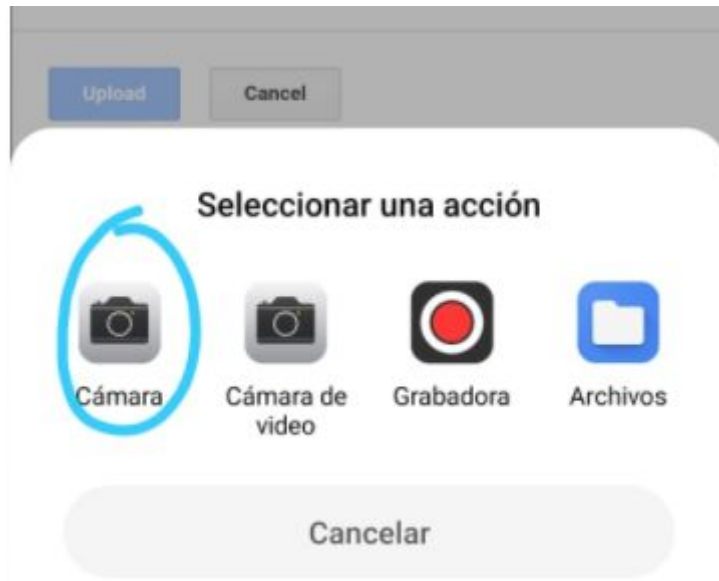 Upload Cancel
Seleccionar una acción
Cámara Cámara de Grabadora Archivos
video
Cancelar